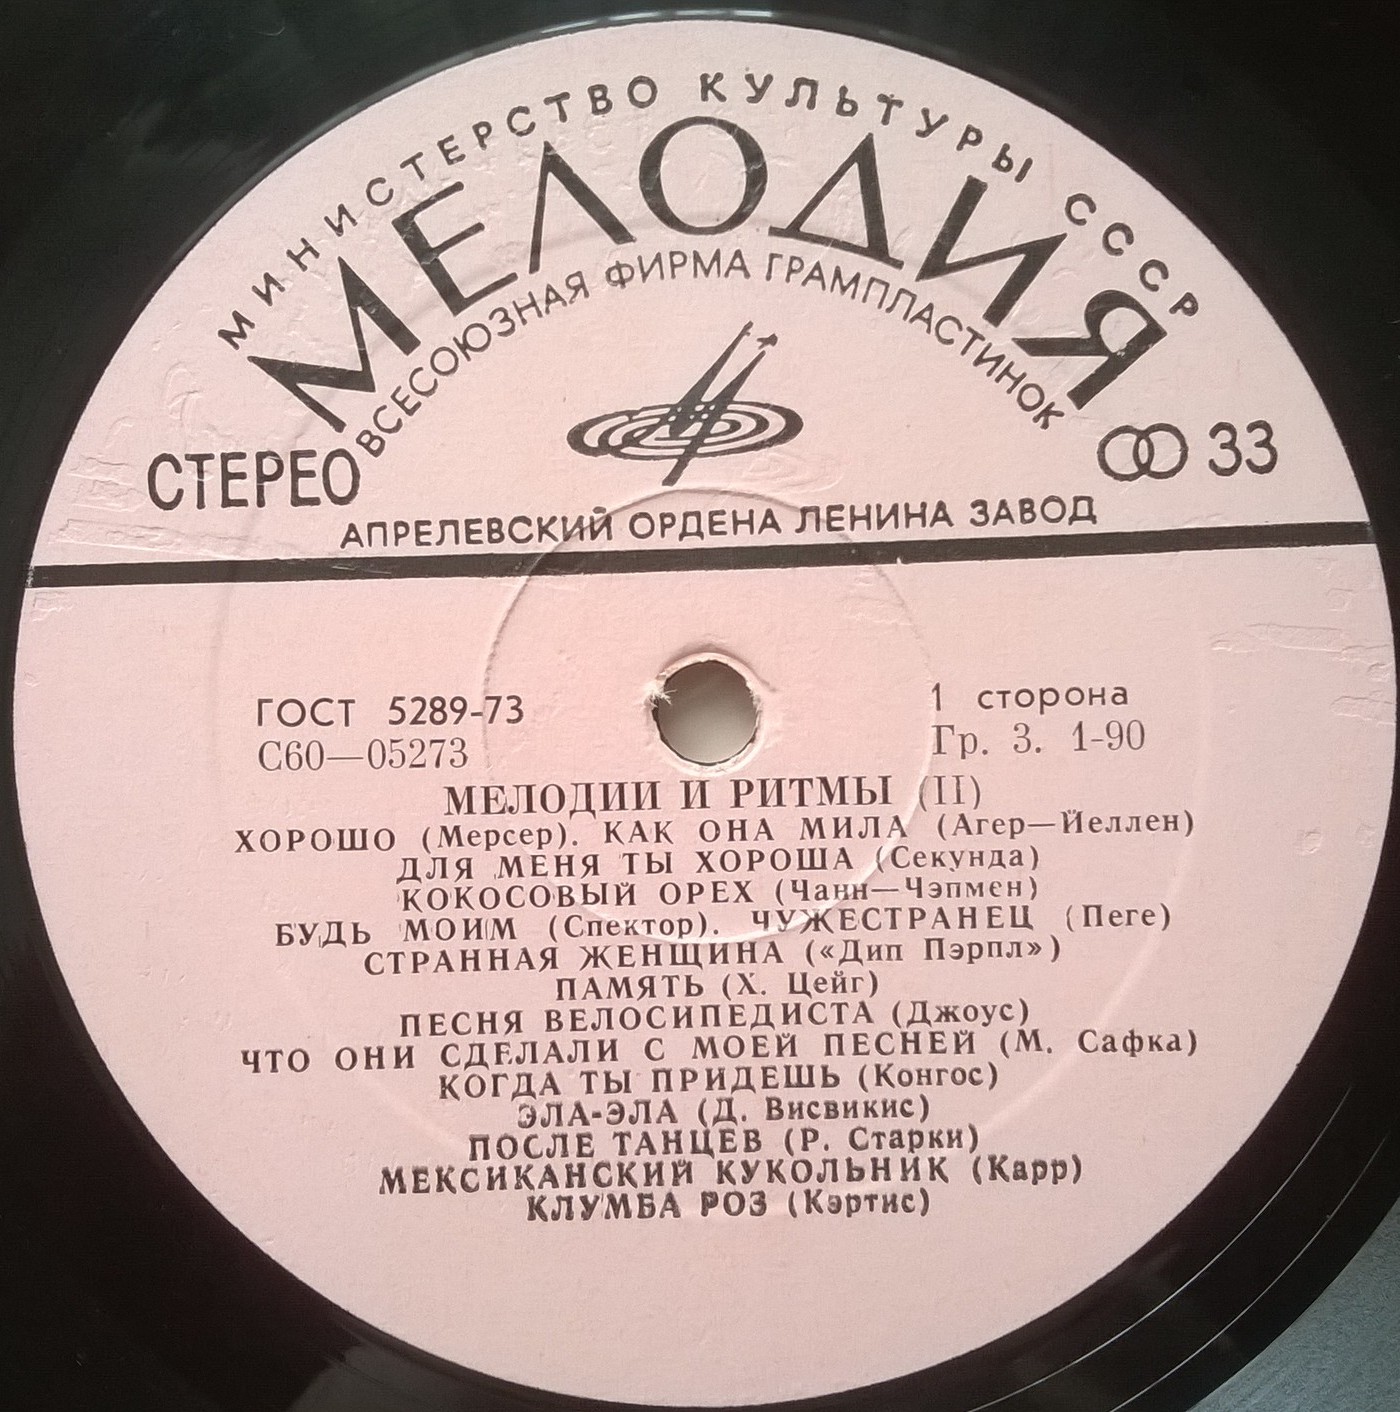 МИНИСТЕРСТВО КУЛЬТУРЫ СССР
МЕЛОДИЯ
ВСЕСОЮЗНАЯ ФИРМА ГРАМПЛАСТИНОК
СТЕРЕО 33
АПРЕЛЕВСКИЙ ОРДЕНА ЛЕНИНА ЗАВОД
ГОСТ 5289-73 1 сторона
С60—05273 Гр. 3. 1-90
МЕЛОДИИ И РИТМЫ (II)
ХОРОШО (Мерсер). КАК ОНА МИЛА (Агер—Йеллен)
ДЛЯ МЕНЯ ТЫ ХОРОША (Секунда)
КОКОСОВЫЙ ОРЕХ (Чанн—Чэпмен)
БУДЬ МОИМ (Спектор). ЧУЖЕСТРАНЕЦ (Пеге)
СТРАННАЯ ЖЕНЩИНА («Дип Пэрпл»)
ПАМЯТЬ (Х. Цейг)
ПЕСНЯ ВЕЛОСИПЕДИСТА (Джоус)
ЧТО ОНИ СДЕЛАЛИ С МОЕЙ ПЕСНЕЙ (М. Сафка)
КОГДА ТЫ ПРИДЕШЬ (Конгос)
ЭЛА-ЭЛА (Д. Висвикис)
ПОСЛЕ ТАНЦЕВ (Р. Старки)
МЕКСИКАНСКИЙ КУКОЛЬНИК (Карр)
КЛУМБА РОЗ (Кэртис)